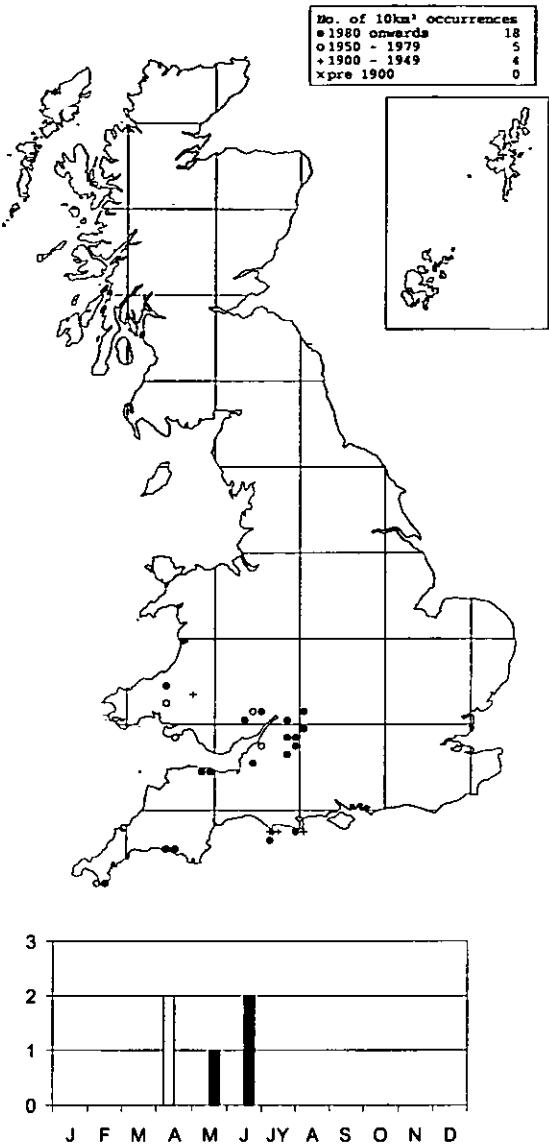 No. of 10km² occurrences
● 1980 onwards 18
○ 1950 - 1979 5
+ 1900 - 1949 4
x pre 1900 0
3
2
1
0
J F M A M J JY A S O N D